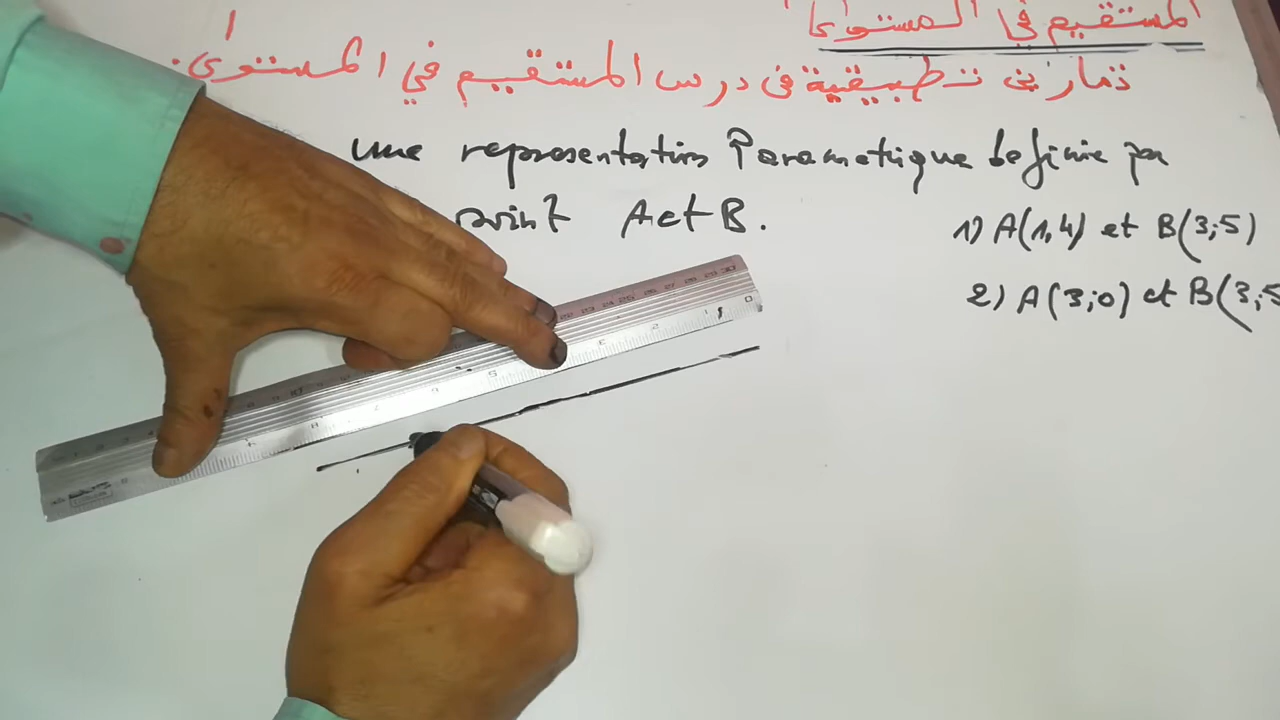 المستقيم في المستوى
تمارين تطبيقية في درس المستقيم في المستوى.
une representation Parametrique definie par
point A et B.
1) A(1,4) et B(3;5)
2) A(3;0) et B(3,5